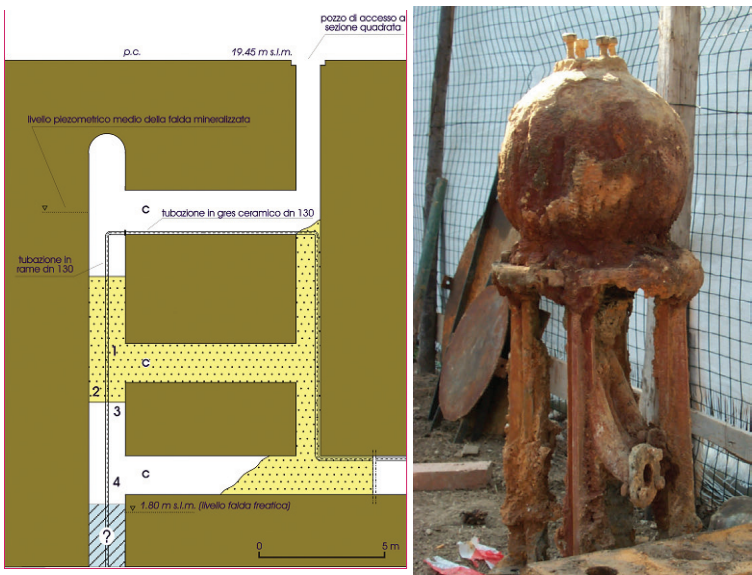 pozzo di accesso a
sezione quadrata
p.c.
19.45 m s.l.m.
livello piezometrico medio della falda mineralizzata
C
tubazione in gres ceramico dn 130
tubazione in
rame dn 130
1
C
2
3
4
C
1.80 m s.l.m. (livello falda freatica)
?
0
5 m